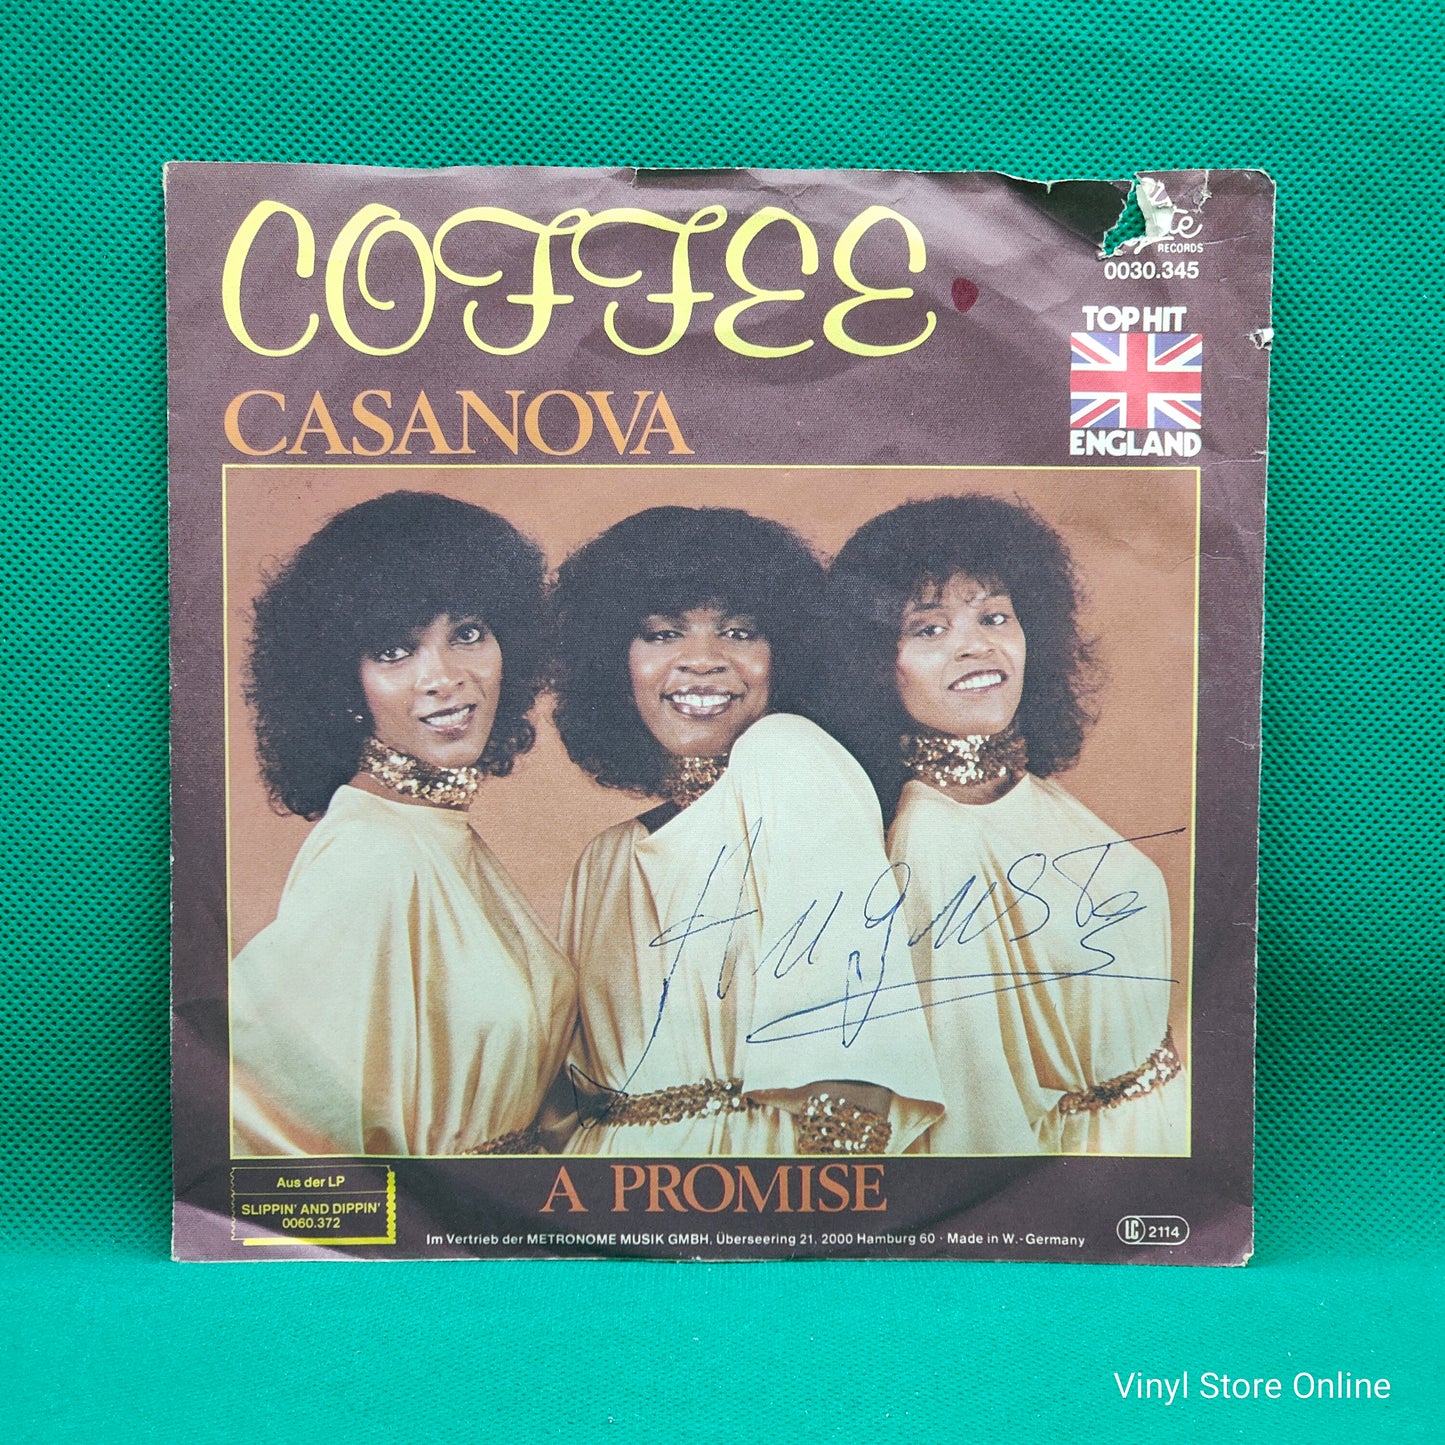 COFFEE
RECORDS
0030.345
TOP HIT
ENGLAND
CASANOVA
Auguste
A PROMISE
Aus der LP
SLIPPIN' AND DIPPIN'
0060.372
Im Vertrieb der METRONOME MUSIK GMBH, Überseering 21, 2000 Hamburg 60 · Made in W.-Germany
LC 2114
Vinyl Store Online